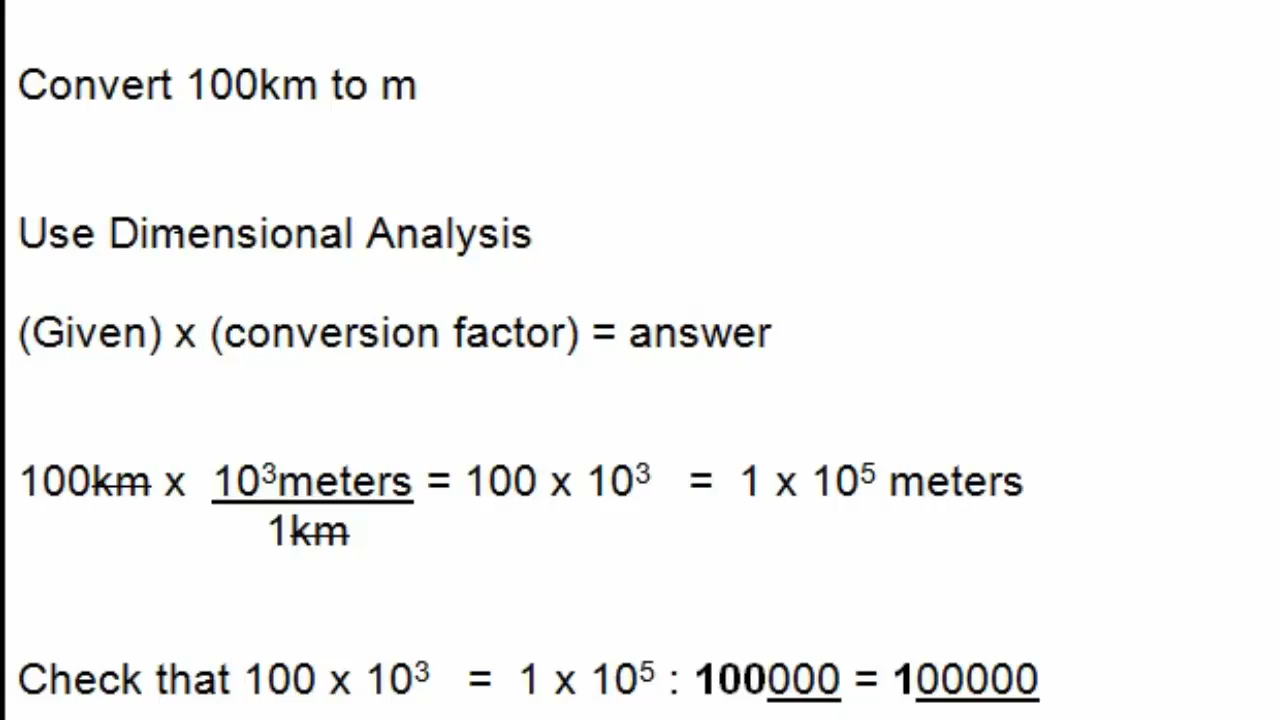 Convert 100km to m
Use Dimensional Analysis
(Given) x (conversion factor) = answer
100km x 10³meters = 100 x 10³ = 1 x 10⁵ meters
1km
Check that 100 x 10³ = 1 x 10⁵ : 100000 = 100000